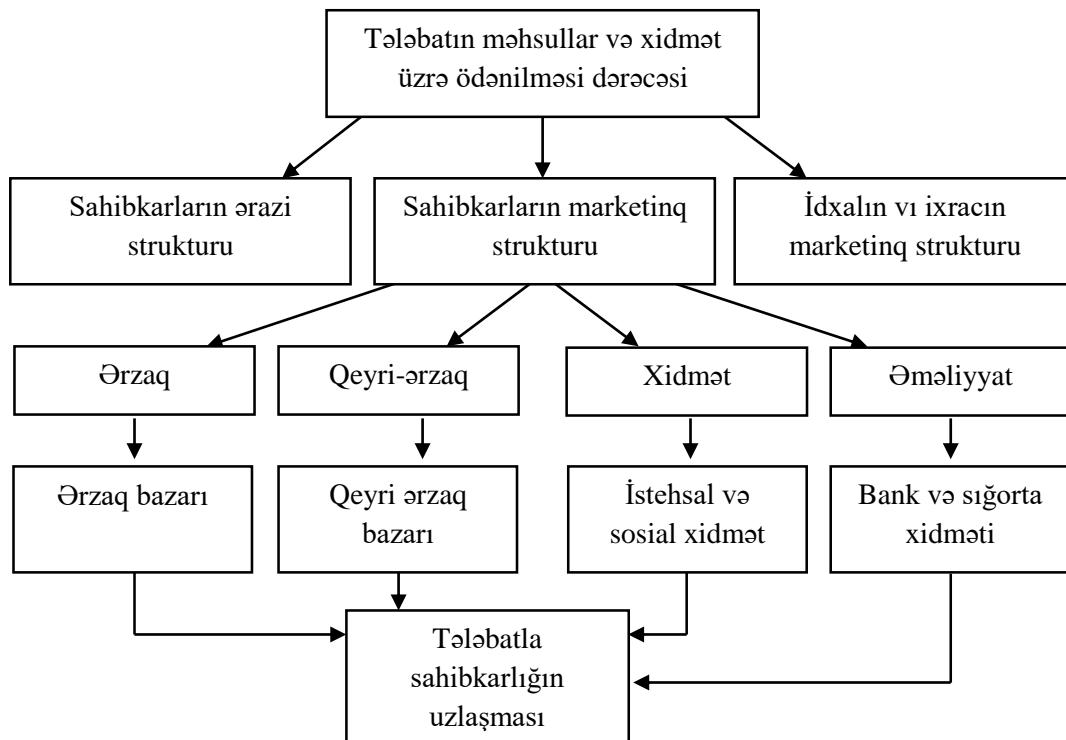 Tələbatın məhsullar və xidmət
üzrə ödənilməsi dərəcəsi
Sahibkarların ərazi
strukturu
Sahibkarların marketinq
strukturu
İdxalın vı ixracın
marketinq strukturu
Ərzaq
Qeyri-ərzaq
Xidmət
Əməliyyat
Ərzaq bazarı
Qeyri ərzaq
bazarı
İstehsal və
sosial xidmət
Bank və sığorta
xidməti
Tələbatla
sahibkarlığın
uzlaşması